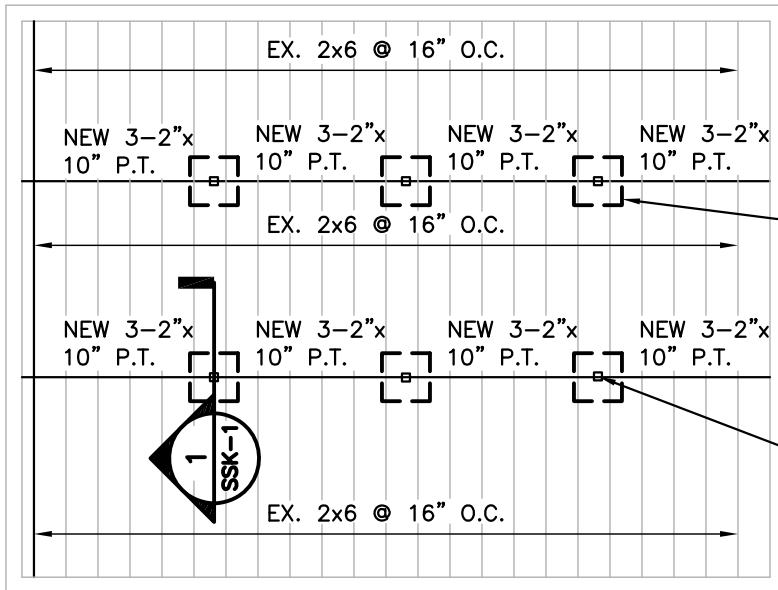 EX. 2x6 @ 16" O.C.
NEW 3-2"x
10" P.T.
NEW 3-2"x
10" P.T.
NEW 3-2"x
10" P.T.
NEW 3-2"x
10" P.T.
EX. 2x6 @ 16" O.C.
NEW 3-2"x
10" P.T.
NEW 3-2"x
10" P.T.
NEW 3-2"x
10" P.T.
NEW 3-2"x
10" P.T.
1
SSK-1
EX. 2x6 @ 16" O.C.